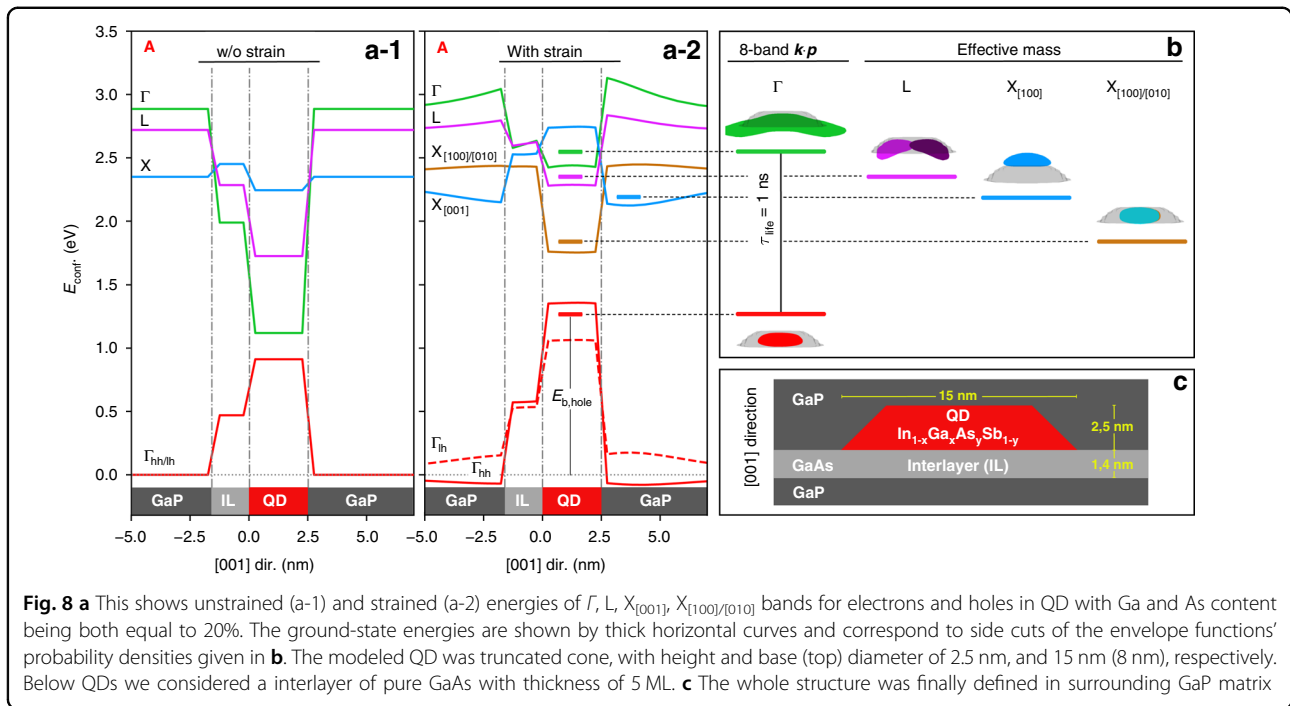 A
w/o strain
a-1
A
With strain
a-2
8-band k·p
Effective mass
b
Γ
L
X[100]
X[100]/[010]
3.5
3.0
2.5
2.0
1.5
1.0
0.5
0.0
Econf. (eV)
Γ
L
X
Γhh/lh
Γ
L
X[100]/[010]
X[001]
Eb,hole
Γlh
Γhh
τlife = 1 ns
GaP
IL
QD
GaP
GaP
IL
QD
GaP
−5.0
−2.5
0.0
2.5
5.0
−5.0
−2.5
0.0
2.5
5.0
[001] dir. (nm)
[001] dir. (nm)
c
[001] direction
GaP
15 nm
QD
In1-xGaxAsySb1-y
2,5 nm
GaAs
Interlayer (IL)
1,4 nm
GaP
Fig. 8 a This shows unstrained (a-1) and strained (a-2) energies of Γ, L, X[001], X[100]/[010] bands for electrons and holes in QD with Ga and As content
being both equal to 20%. The ground-state energies are shown by thick horizontal curves and correspond to side cuts of the envelope functions’
probability densities given in b. The modeled QD was truncated cone, with height and base (top) diameter of 2.5 nm, and 15 nm (8 nm), respectively.
Below QDs we considered a interlayer of pure GaAs with thickness of 5 ML. c The whole structure was finally defined in surrounding GaP matrix